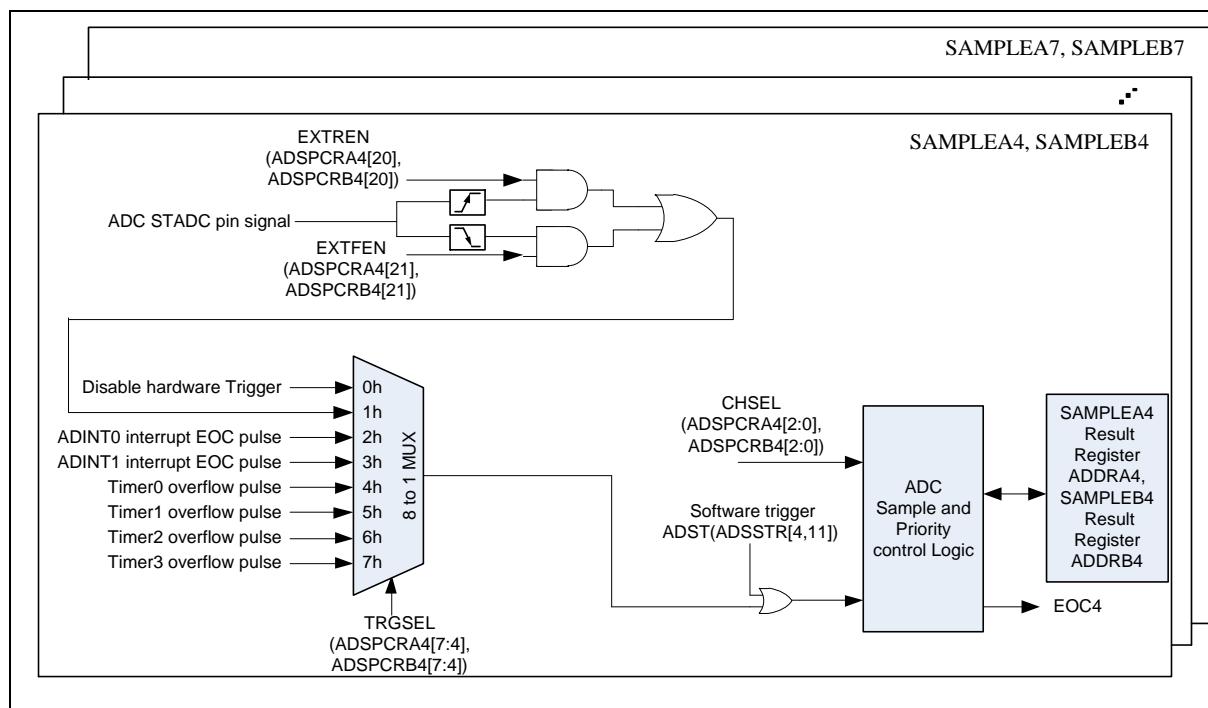 SAMPLEA7, SAMPLEB7
SAMPLEA4, SAMPLEB4
EXTREN
(ADSPCRA4[20],
ADSPCRB4[20])
ADC STADC pin signal
EXTFEN
(ADSPCRA4[21],
ADSPCRB4[21])
Disable hardware Trigger
ADINT0 interrupt EOC pulse
ADINT1 interrupt EOC pulse
Timer0 overflow pulse
Timer1 overflow pulse
Timer2 overflow pulse
Timer3 overflow pulse
0h
1h
2h
3h
4h
5h
6h
7h
8 to 1 MUX
TRGSEL
(ADSPCRA4[7:4],
ADSPCRB4[7:4])
CHSEL
(ADSPCRA4[2:0],
ADSPCRB4[2:0])
Software trigger
ADST(ADSSTR[4,11])
ADC
Sample and
Priority
control Logic
SAMPLEA4
Result
Register
ADDRA4,
SAMPLEB4
Result
Register
ADDRB4
EOC4